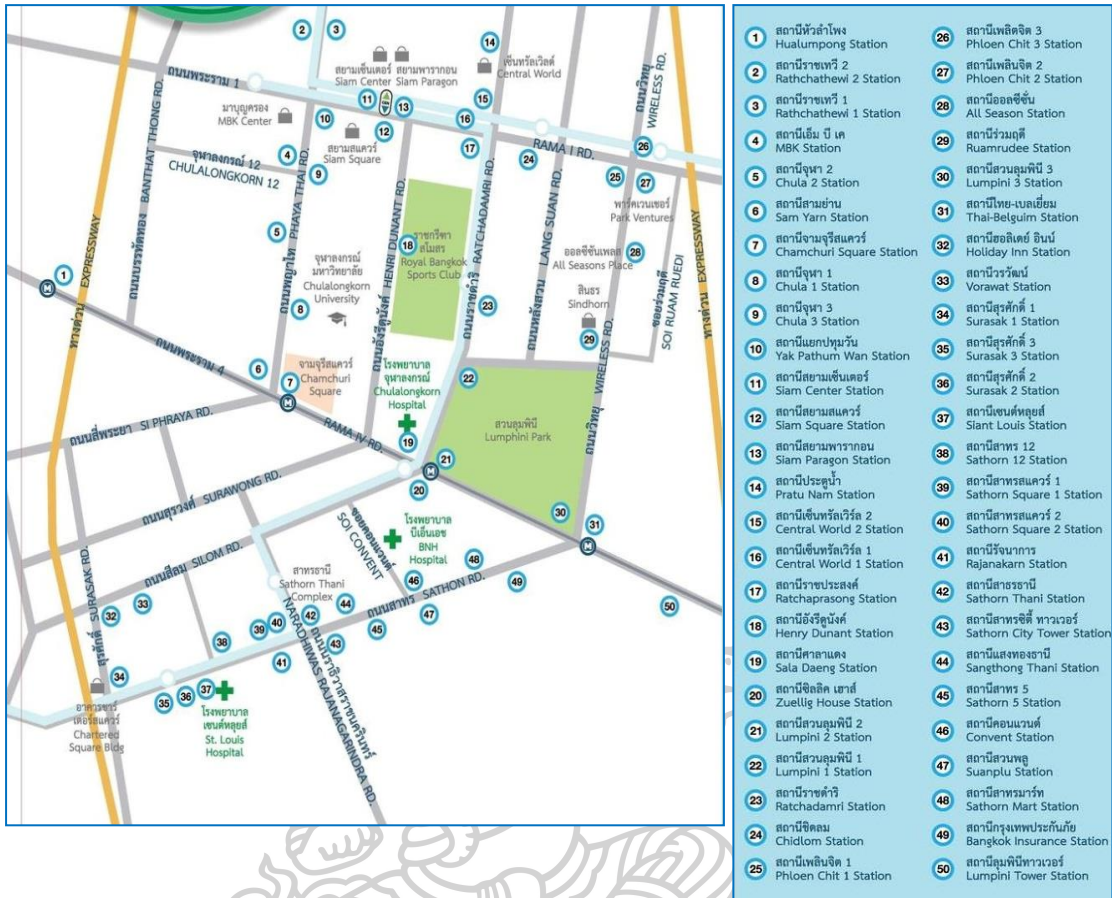 2
3
14
สยามเซ็นเตอร์
Siam Center
สยามพารากอน
Siam Paragon
เซ็นทรัลเวิลด์
Central World
ถนนพระราม 1
11
13
15
16
ถนนวิทยุ WIRELESS RD.
มาบุญครอง
MBK Center
10
12
สยามสแควร์
Siam Square
17
24
RAMA I RD.
26
25
27
ถนนบรรทัดทอง BANTHAT THONG RD.
จุฬาลงกรณ์ 12
CHULALONGKORN 12
4
9
ถนนพญาไท PHAYA THAI RD.
ถนนอังรีดูนังต์ HENRI DUNANT RD.
ถนนราชดำริ RATCHADAMRI RD.
ถนนหลังสวน LANG SUAN RD.
พาร์คเวนเชอร์
Park Ventures
5
18
ราชกรีฑา
สโมสร
Royal Bangkok
Sports Club
ออลซีซันเพลส
All Seasons Place
28
ซอยร่วมฤดี
SOI RUAM RUEDI
ทางด่วน EXPRESSWAY
1
ทางด่วน EXPRESSWAY
จุฬาลงกรณ์
มหาวิทยาลัย
Chulalongkorn
University
8
23
สินธร
Sindhorn
29
ถนนพระราม 4
6
7
จามจุรีสแควร์
Chamchuri
Square
โรงพยาบาล
จุฬาลงกรณ์
Chulalongkorn
Hospital
22
ถนนวิทยุ WIRELESS RD.
สวนลุมพินี
Lumphini Park
ถนนสี่พระยา SI PHRAYA RD.
RAMA IV RD.
19
21
20
ถนนสุรวงศ์ SURAWONG RD.
ซอยคอนแวนต์
SOI CONVENT
โรงพยาบาล
บีเอ็นเอช
BNH
Hospital
30
31
ถนนสีลม SILOM RD.
สาทรธานี
Sathorn Thani
Complex
46
48
49
50
สุรศักดิ์ SURASAK RD.
32
33
39
40
42
44
ถนนสาทร SATHON RD.
47
45
43
41
38
34
35
36
37
โรงพยาบาล
เซนต์หลุยส์
St. Louis
Hospital
ถนนนราธิวาสราชนครินทร์
NARADHIWAS RAJANAGARINDRA RD.
อาคารชาร์
เตอร์สแควร์
Chartered
Square Bldg
1 สถานีหัวลำโพง
Hualumpong Station
2 สถานีราชเทวี 2
Rathchathewi 2 Station
3 สถานีราชเทวี 1
Rathchathewi 1 Station
4 สถานีเอ็ม บี เค
MBK Station
5 สถานีจุฬา 2
Chula 2 Station
6 สถานีสามย่าน
Sam Yarn Station
7 สถานีจามจุรีสแควร์
Chamchuri Square Station
8 สถานีจุฬา 1
Chula 1 Station
9 สถานีจุฬา 3
Chula 3 Station
10 สถานีแยกปทุมวัน
Yak Pathum Wan Station
11 สถานีสยามเซ็นเตอร์
Siam Center Station
12 สถานีสยามสแควร์
Siam Square Station
13 สถานีสยามพารากอน
Siam Paragon Station
14 สถานีประตูน้ำ
Pratu Nam Station
15 สถานีเซ็นทรัลเวิร์ล 2
Central World 2 Station
16 สถานีเซ็นทรัลเวิร์ล 1
Central World 1 Station
17 สถานีราชประสงค์
Ratchaprasong Station
18 สถานีอังรีดูนังต์
Henry Dunant Station
19 สถานีศาลาแดง
Sala Daeng Station
20 สถานีซิลลิค เฮาส์
Zuellig House Station
21 สถานีสวนลุมพินี 2
Lumpini 2 Station
22 สถานีสวนลุมพินี 1
Lumpini 1 Station
23 สถานีราชดำริ
Ratchadamri Station
24 สถานีชิดลม
Chidlom Station
25 สถานีเพลินจิต 1
Phloen Chit 1 Station
26 สถานีเพลิตจิต 3
Phloen Chit 3 Station
27 สถานีเพลินจิต 2
Phloen Chit 2 Station
28 สถานีออลซีซั่น
All Season Station
29 สถานีร่วมฤดี
Ruamrudee Station
30 สถานีสวนลุมพินี 3
Lumpini 3 Station
31 สถานีไทย-เบลเยี่ยม
Thai-Belguim Station
32 สถานีฮอลิเดย์ อินน์
Holiday Inn Station
33 สถานีวรวัฒน์
Vorawat Station
34 สถานีสุรศักดิ์ 1
Surasak 1 Station
35 สถานีสุรศักดิ์ 3
Surasak 3 Station
36 สถานีสุรศักดิ์ 2
Surasak 2 Station
37 สถานีเซนต์หลุยส์
Siant Louis Station
38 สถานีสาทร 12
Sathorn 12 Station
39 สถานีสาทรสแควร์ 1
Sathorn Square 1 Station
40 สถานีสาทรสแควร์ 2
Sathorn Square 2 Station
41 สถานีรัจนาการ
Rajanakarn Station
42 สถานีสาธรธานี
Sathorn Thani Station
43 สถานีสาทรซิตี้ ทาวเวอร์
Sathorn City Tower Station
44 สถานีแสงทองธานี
Sangthong Thani Station
45 สถานีสาทร 5
Sathorn 5 Station
46 สถานีคอนแวนต์
Convent Station
47 สถานีสวนพลู
Suanplu Station
48 สถานีสาทรมาร์ท
Sathorn Mart Station
49 สถานีกรุงเทพประกันภัย
Bangkok Insurance Station
50 สถานีลุมพินีทาวเวอร์
Lumpini Tower Station